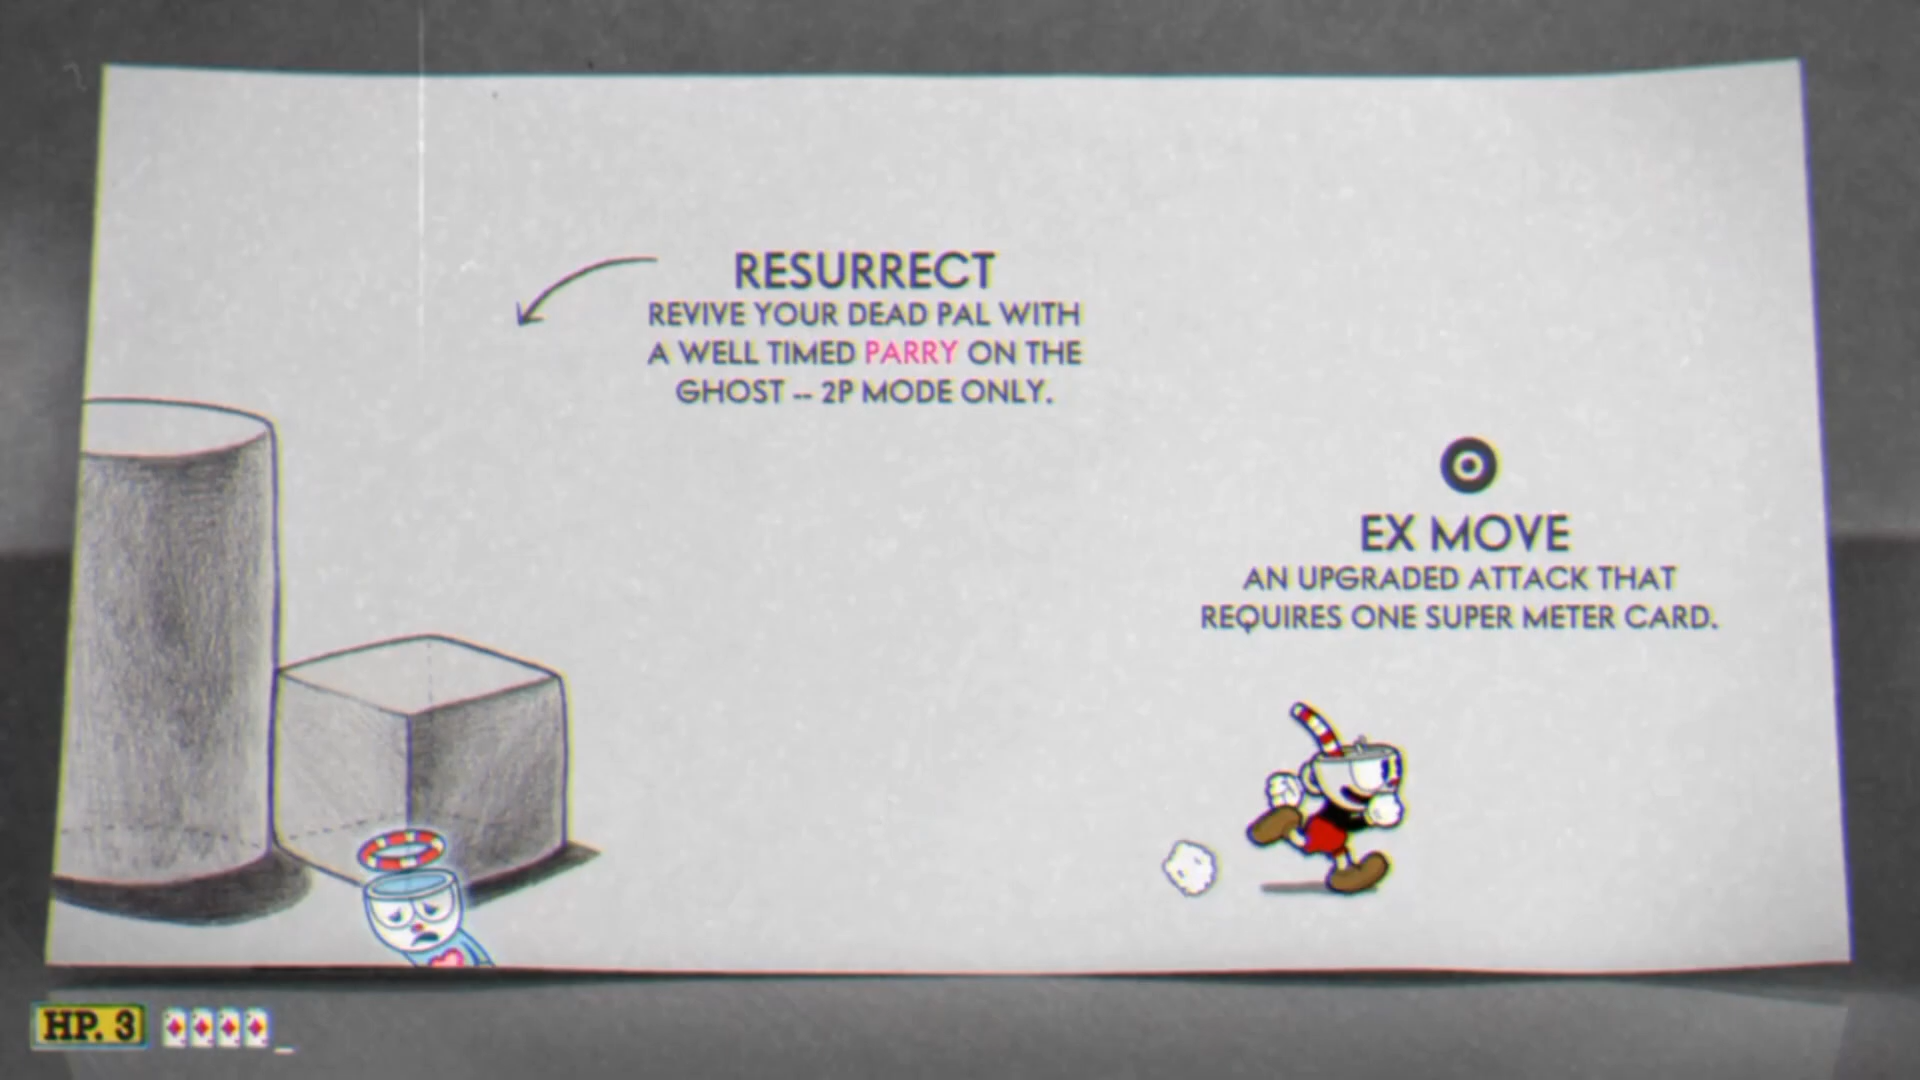 RESURRECT
REVIVE YOUR DEAD PAL WITH
A WELL TIMED PARRY ON THE
GHOST -- 2P MODE ONLY.
EX MOVE
AN UPGRADED ATTACK THAT
REQUIRES ONE SUPER METER CARD.
HP. 3